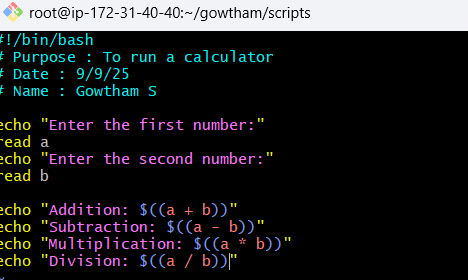 root@ip-172-31-40-40:~/gowtham/scripts
#!/bin/bash
# Purpose : To run a calculator
# Date : 9/9/25
# Name : Gowtham S
echo "Enter the first number:"
read a
echo "Enter the second number:"
read b
echo "Addition: $((a + b))"
echo "Subtraction: $((a - b))"
echo "Multiplication: $((a * b))"
echo "Division: $((a / b))"